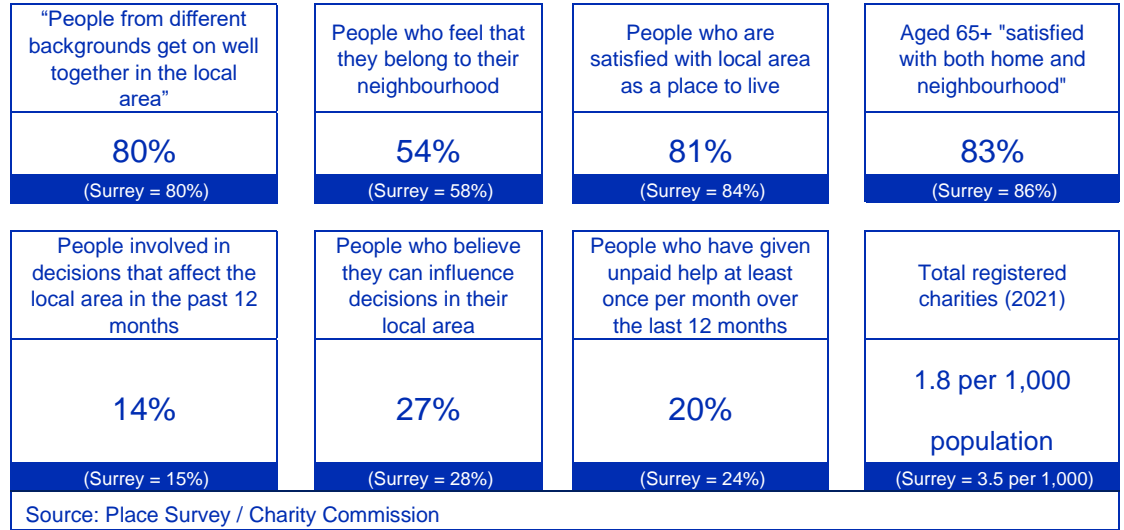 “People from different
backgrounds get on well
together in the local
area”
80%
(Surrey = 80%)
People who feel that
they belong to their
neighbourhood
54%
(Surrey = 58%)
People who are
satisfied with local area
as a place to live
81%
(Surrey = 84%)
Aged 65+ "satisfied
with both home and
neighbourhood"
83%
(Surrey = 86%)
People involved in
decisions that affect the
local area in the past 12
months
14%
(Surrey = 15%)
People who believe
they can influence
decisions in their
local area
27%
(Surrey = 28%)
People who have given
unpaid help at least
once per month over
the last 12 months
20%
(Surrey = 24%)
Total registered
charities (2021)
1.8 per 1,000
population
(Surrey = 3.5 per 1,000)
Source: Place Survey / Charity Commission